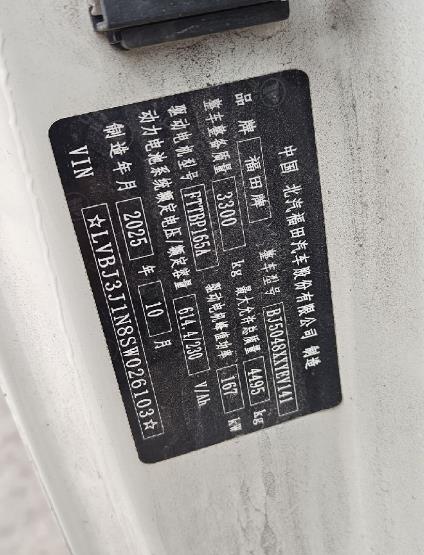 中国 北汽福田汽车股份有限公司 制造
品牌 福田牌 整车型号 BJ5048XXYEV141
整车整备质量 3300 kg 最大允许总质量 4495 kg
驱动电机型号 FTTBP165A 驱动电机峰值功率 167 kW
动力电池系统额定电压/额定容量 614.4/230 V/Ah
制造年月 2025 年 10 月
VIN ☆LVBJ3J1N8SW026103☆